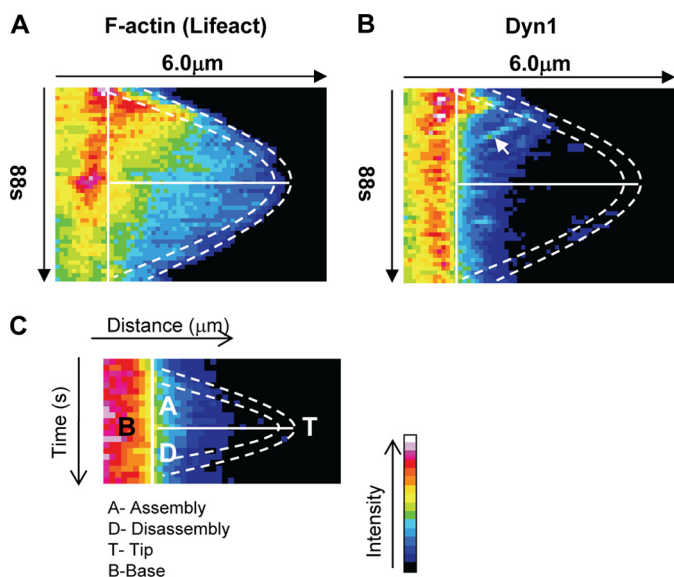 A
F-actin (Lifeact)
6.0μm
88s
B
Dyn1
6.0μm
88s
C
Distance (μm)
Time (s)
B
A
D
T
A- Assembly
D- Disassembly
T- Tip
B-Base
Intensity